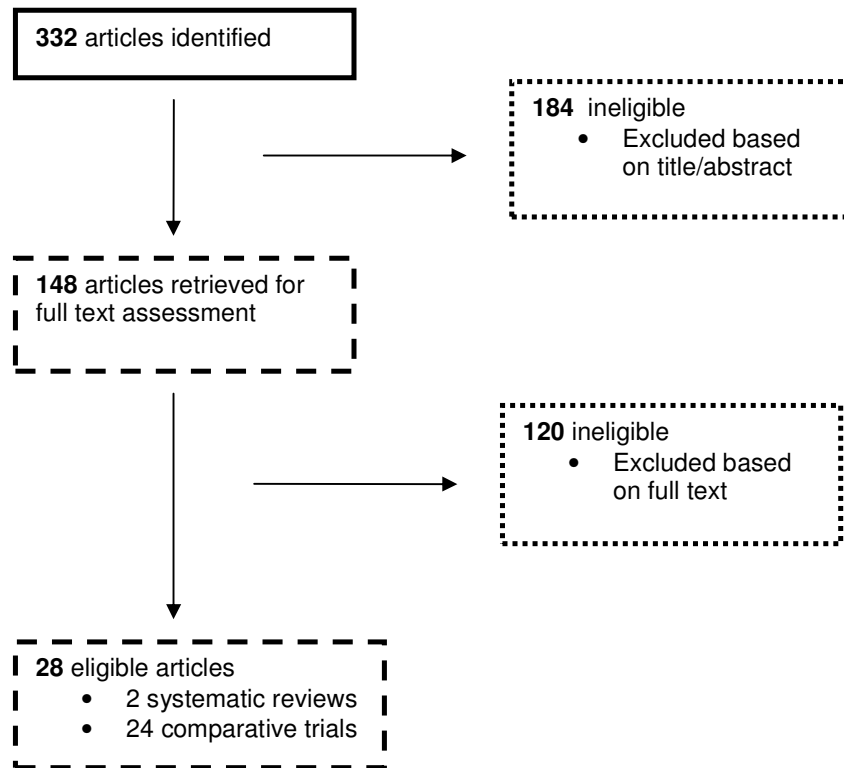 332 articles identified
184 ineligible
• Excluded based
on title/abstract
148 articles retrieved for
full text assessment
120 ineligible
• Excluded based
on full text
28 eligible articles
• 2 systematic reviews
• 24 comparative trials